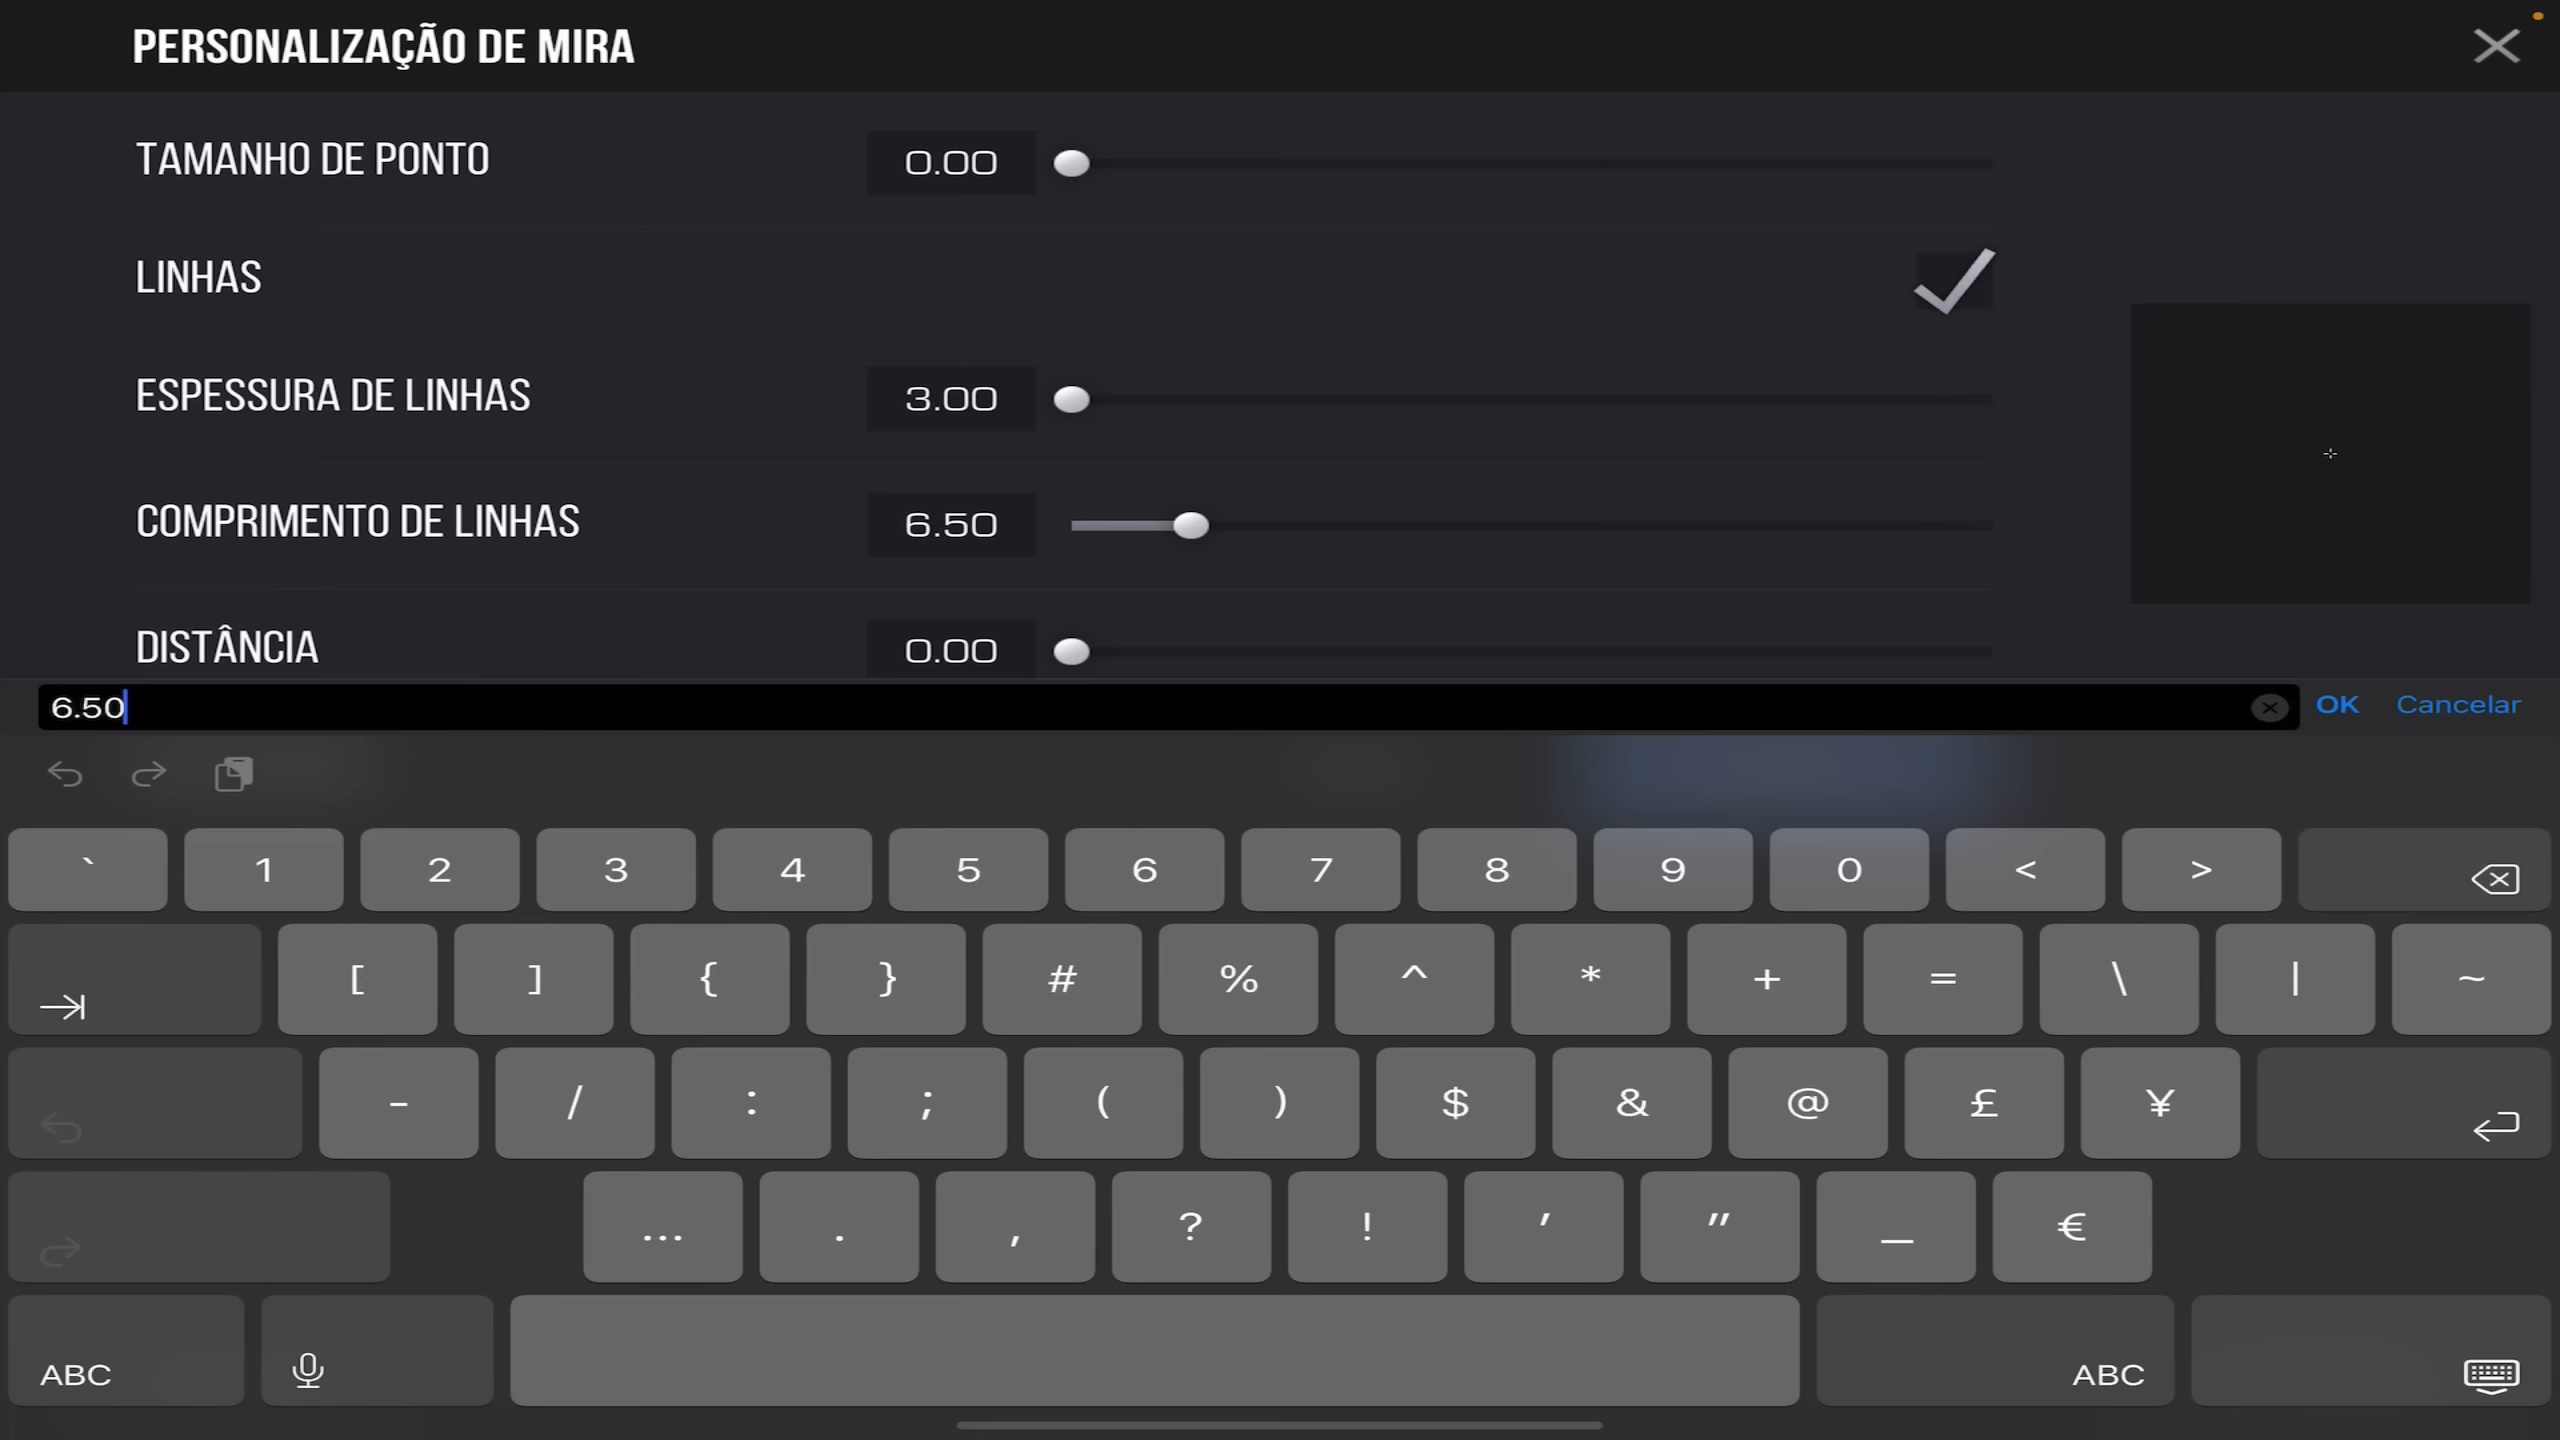 PERSONALIZAÇÃO DE MIRA
TAMANHO DE PONTO 0.00
LINHAS
ESPESSURA DE LINHAS 3.00
COMPRIMENTO DE LINHAS 6.50
DISTÂNCIA 0.00
6.50 OK Cancelar
` 1 2 3 4 5 6 7 8 9 0 < >
[ ] { } # % ^ * + = \ | ~
- / : ; ( ) $ & @ £ ¥
... . , ? ! ' " _ €
ABC ABC